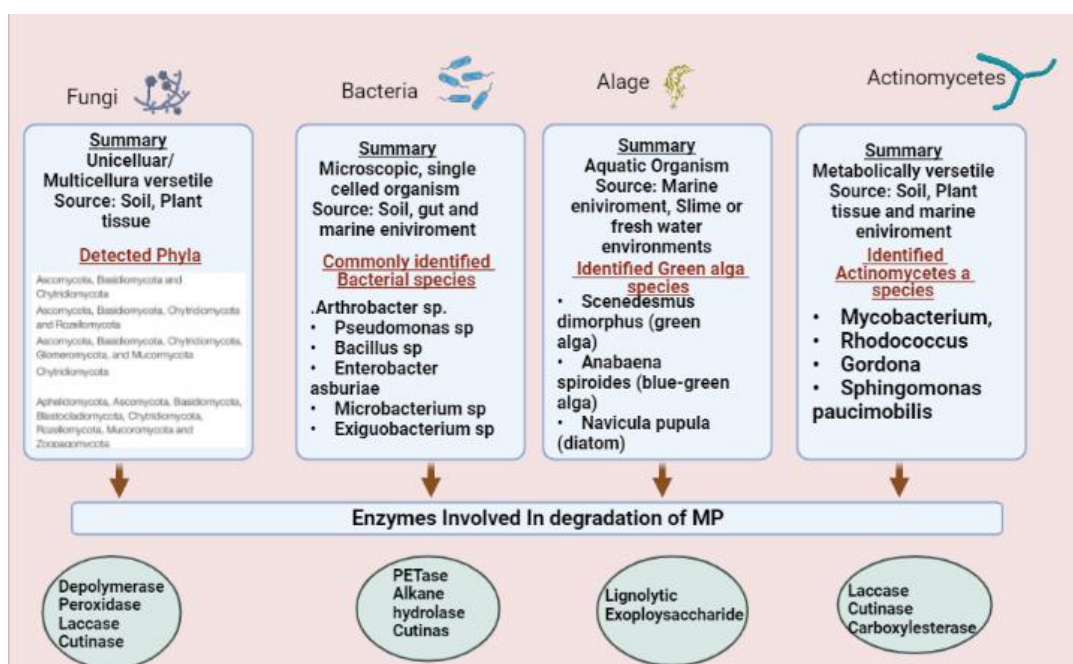 Fungi
Summary
Unicelluar/
Multicellura versetile
Source: Soil, Plant
tissue
Detected Phyla
Ascomycota, Basidiomycota and
Chytridiomycota
Ascomycota, Basidiomycota, Chytridiomycota
and Rozellomycota
Ascomycota, Basidiomycota, Chytridiomycota,
Glomeromycota, and Mucormycota
Chytridiomycota
Aphelidomycota, Ascomycota, Basidiomycota,
Blastocladiomycota, Chytridiomycota,
Rozellomycota, Mucoromycota and
Zoopagomycota
Bacteria
Summary
Microscopic, single
celled organism
Source: Soil, gut and
marine enviroment
Commonly identified
Bacterial species
.Arthrobacter sp.
• Pseudomonas sp
• Bacillus sp
• Enterobacter
asburiae
• Microbacterium sp
• Exiguobacterium sp
Alage
Summary
Aquatic Organism
Source: Marine
eniviroment, Slime or
fresh water
environments
Identified Green alga
species
• Scenedesmus
dimorphus (green
alga)
• Anabaena
spiroides (blue-green
alga)
• Navicula pupula
(diatom)
Actinomycetes
Summary
Metabolically versetile
Source: Soil, Plant
tissue and marine
eniviroment
Identified
Actinomycetes a
species
• Mycobacterium,
• Rhodococcus
• Gordona
• Sphingomonas
paucimobilis
Enzymes Involved In degradation of MP
Depolymerase
Peroxidase
Laccase
Cutinase
PETase
Alkane
hydrolase
Cutinas
Lignolytic
Exoploysaccharide
Laccase
Cutinase
Carboxylesterase